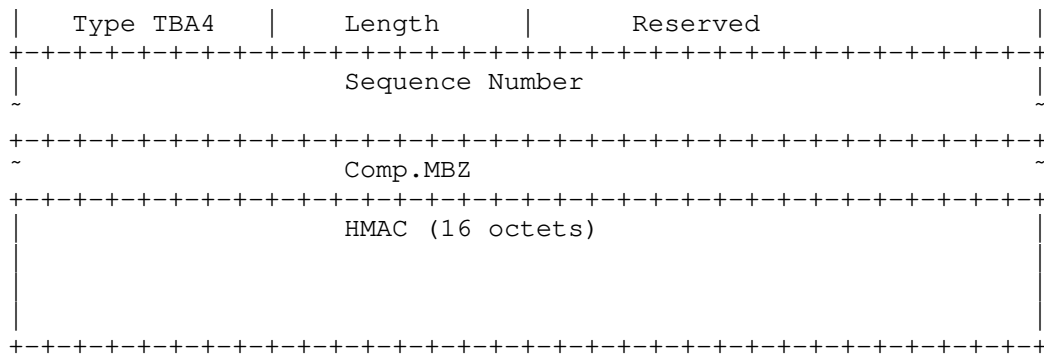 |   Type TBA4    |    Length     |      Reserved                 |
+-+-+-+-+-+-+-+-+-+-+-+-+-+-+-+-+-+-+-+-+-+-+-+-+-+-+-+-+-+-+-+-+
|                    Sequence Number                            |
~                                                               ~
+-+-+-+-+-+-+-+-+-+-+-+-+-+-+-+-+-+-+-+-+-+-+-+-+-+-+-+-+-+-+-+-+
~                    Comp.MBZ                                   ~
+-+-+-+-+-+-+-+-+-+-+-+-+-+-+-+-+-+-+-+-+-+-+-+-+-+-+-+-+-+-+-+-+
|                    HMAC (16 octets)                           |
|                                                               |
|                                                               |
|                                                               |
+-+-+-+-+-+-+-+-+-+-+-+-+-+-+-+-+-+-+-+-+-+-+-+-+-+-+-+-+-+-+-+-+